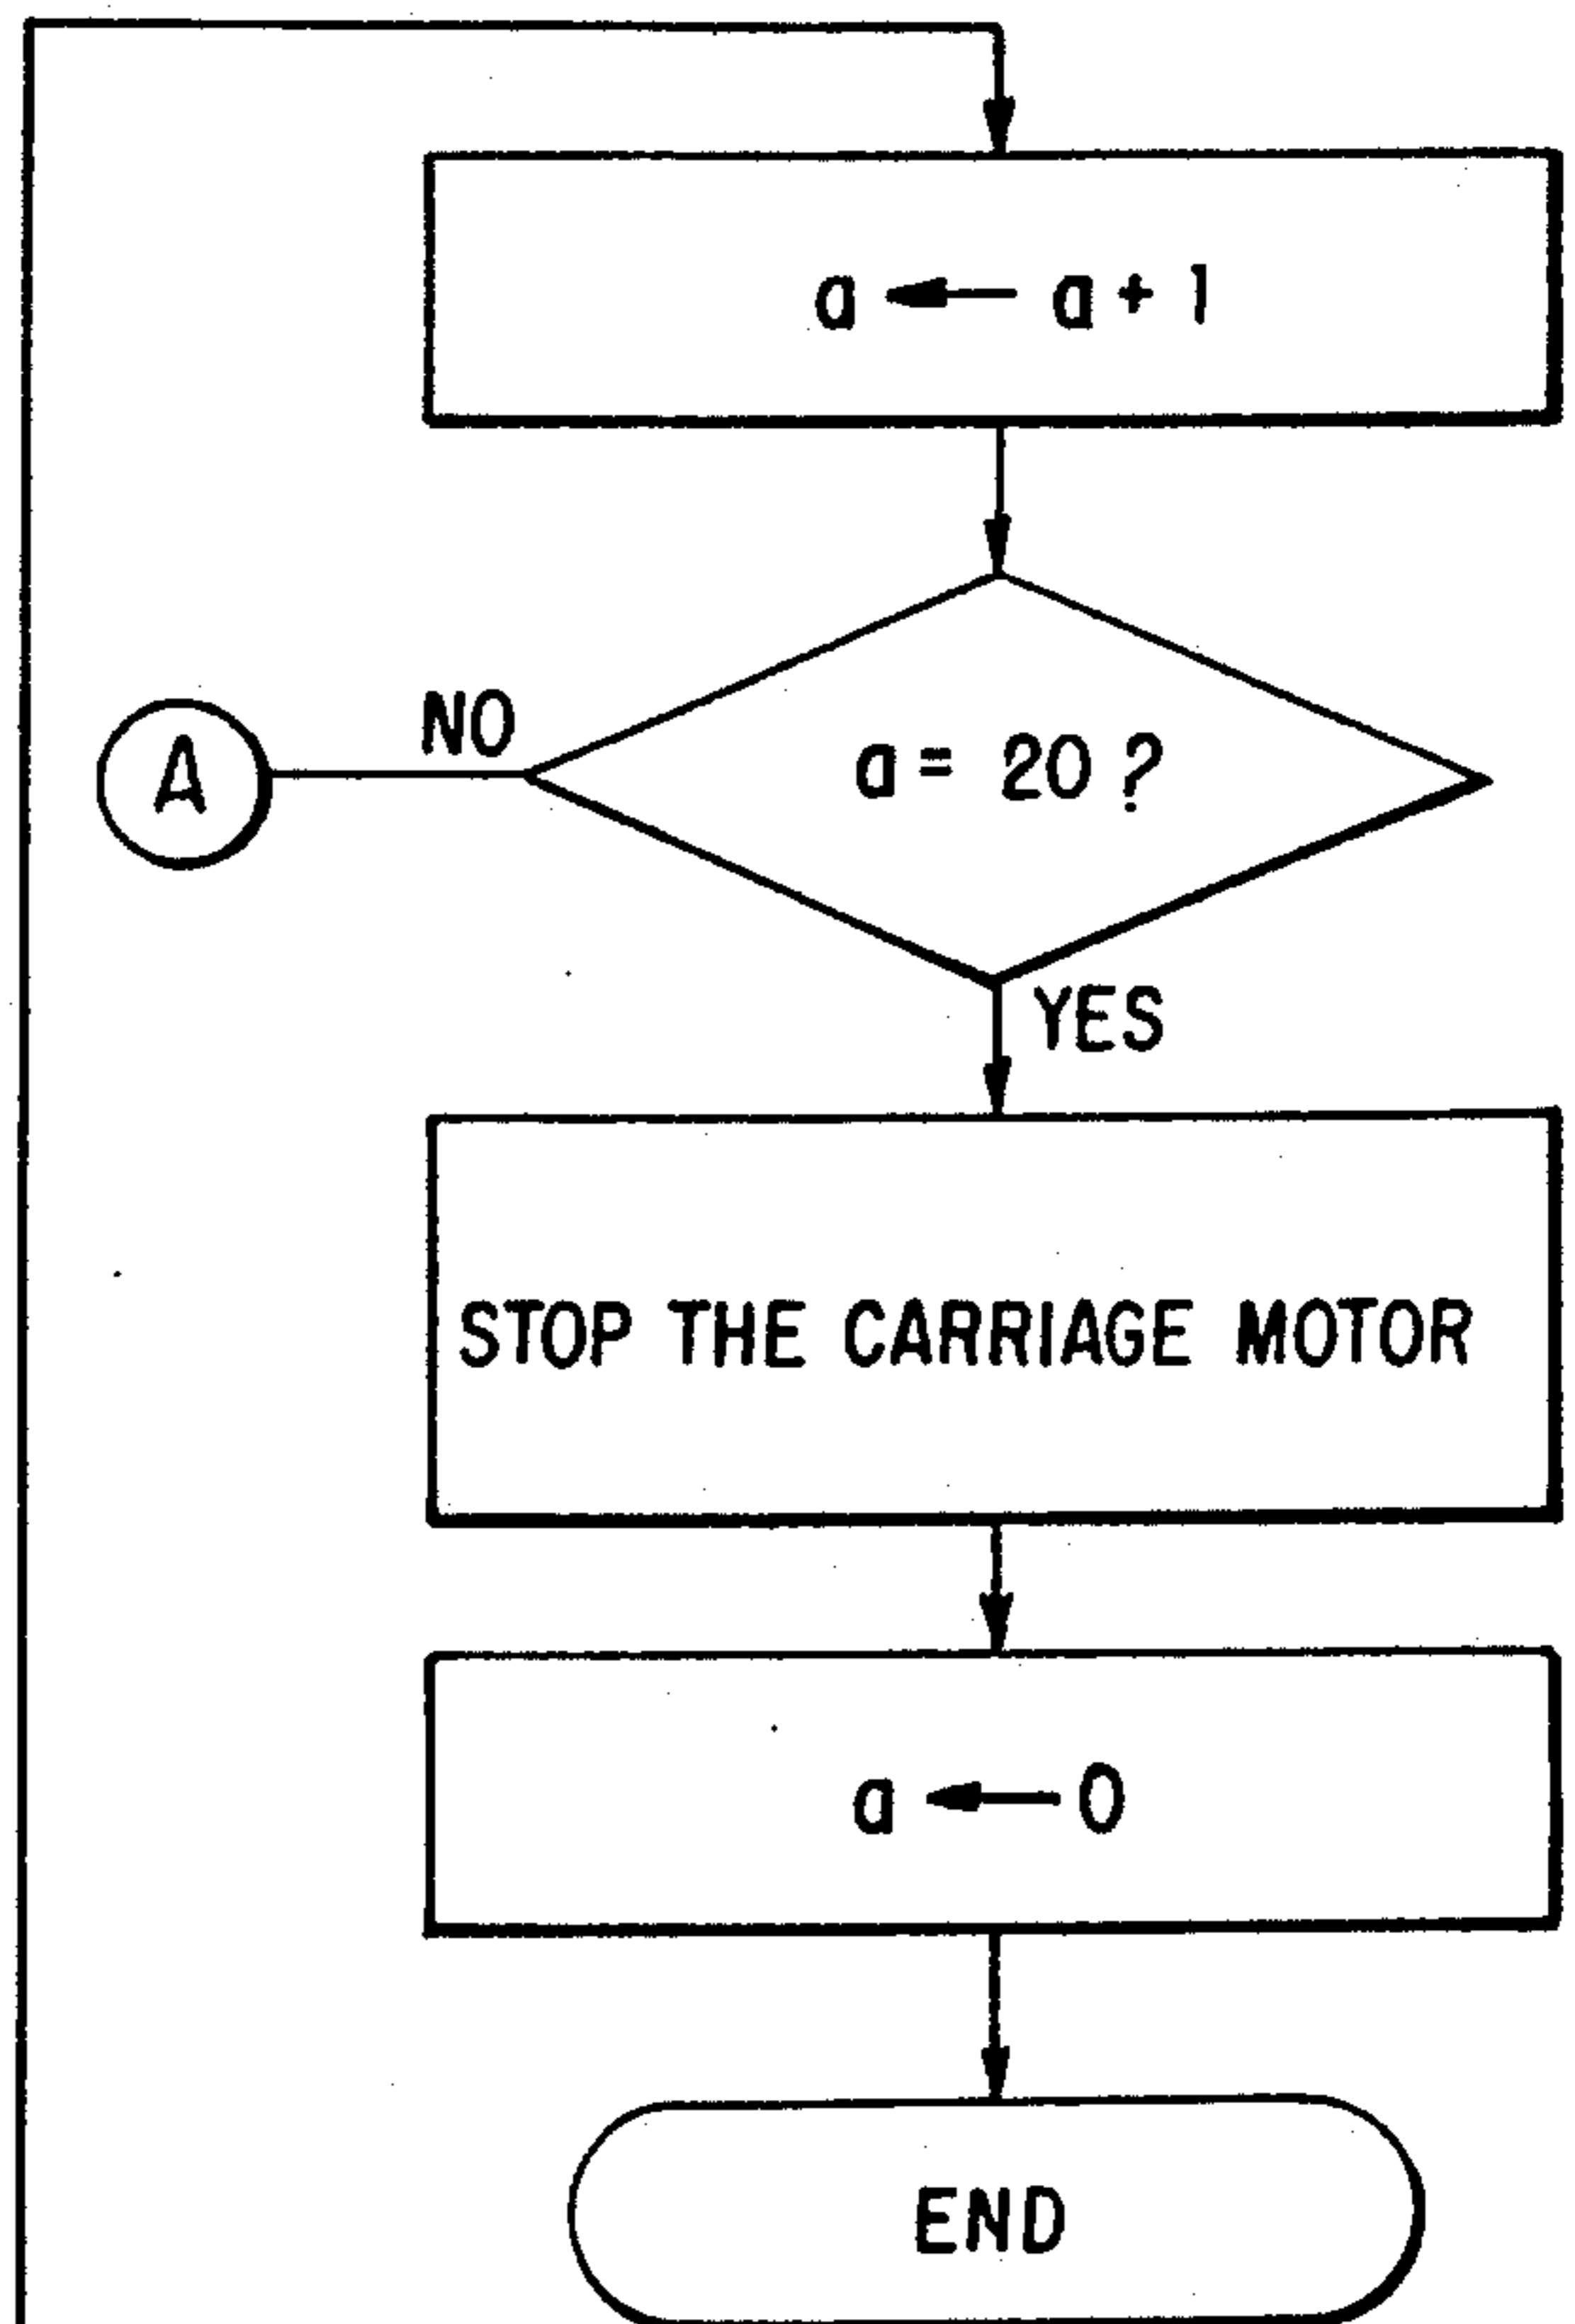 a ← a + 1
NO
A
a = 20 ?
YES
STOP THE CARRIAGE MOTOR
a ← 0
END